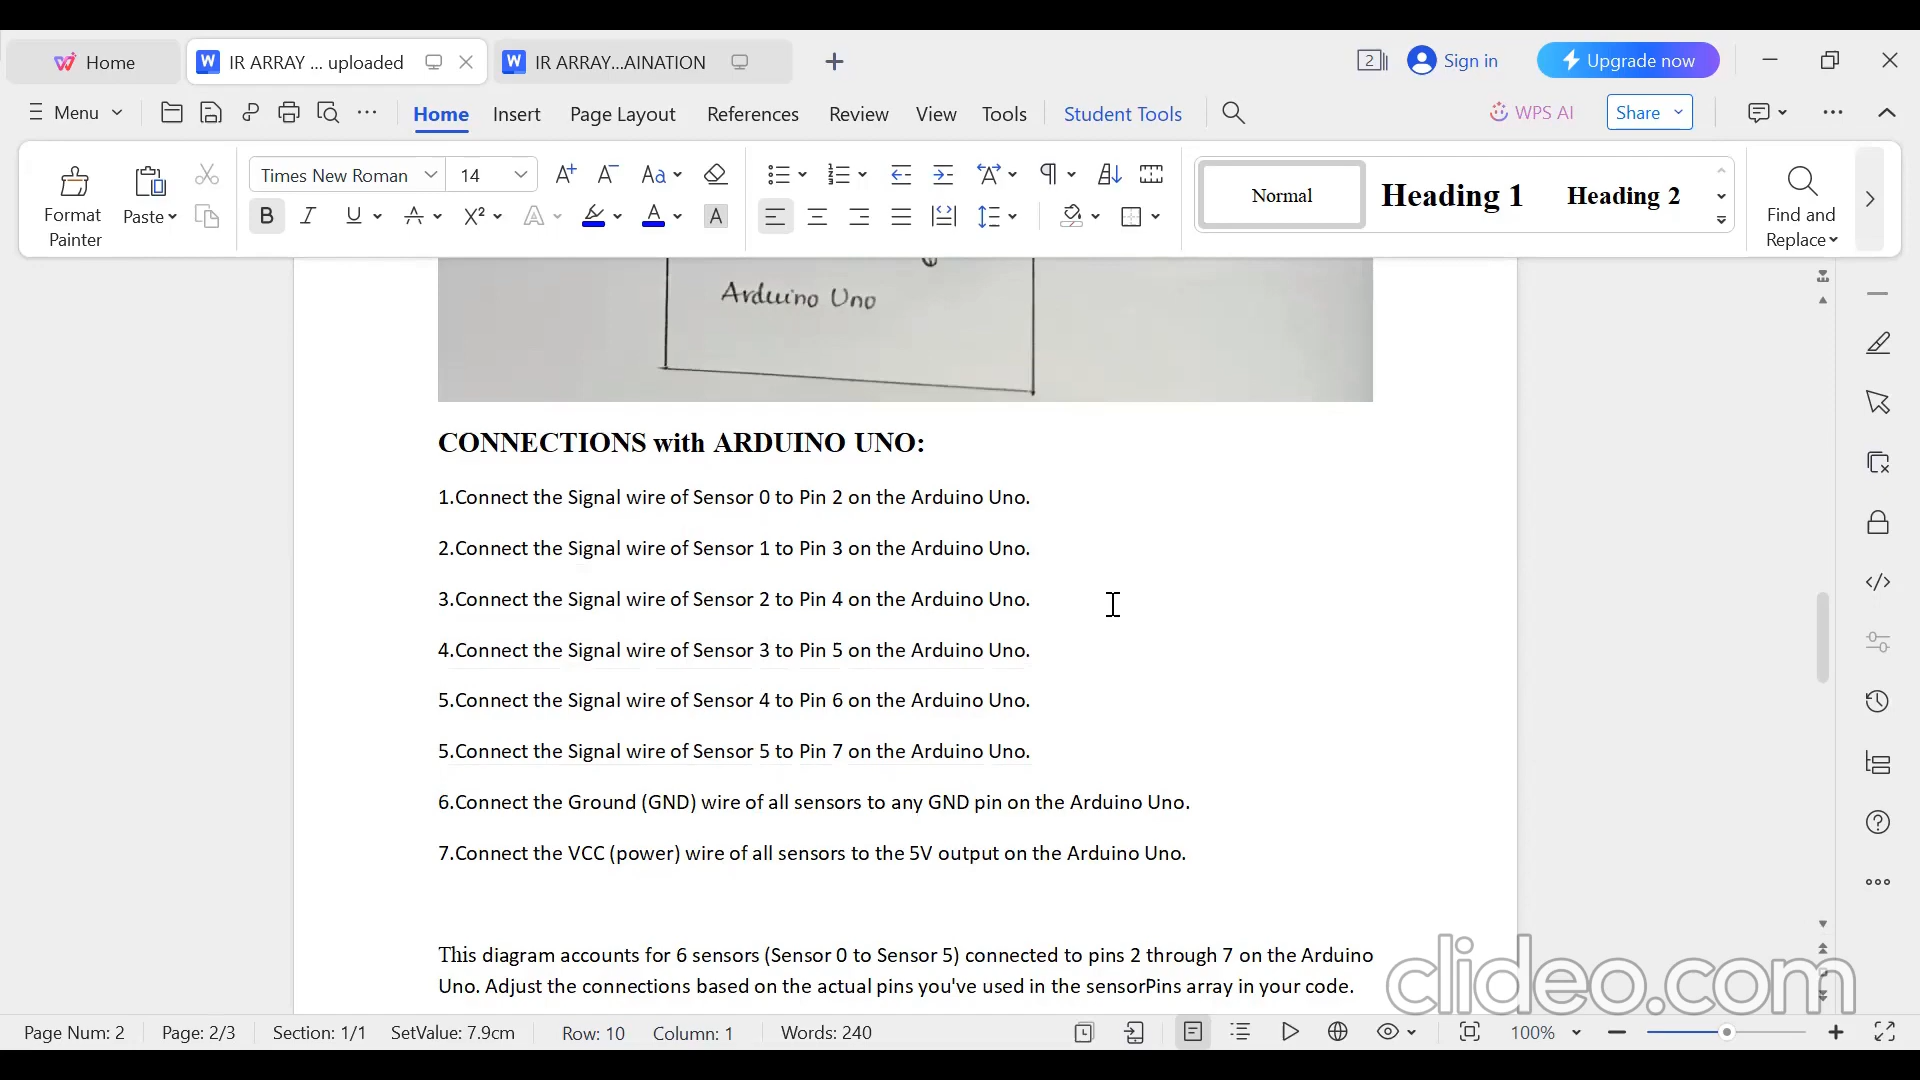 Home
IR ARRAY ... uploaded
IR ARRAY...AINATION
2
Sign in
Upgrade now
Menu
Home
Insert
Page Layout
References
Review
View
Tools
Student Tools
WPS AI
Share
Format
Painter
Paste
Times New Roman
14
Normal
Heading 1
Heading 2
Find and
Replace
Arduino Uno
CONNECTIONS with ARDUINO UNO:
1.Connect the Signal wire of Sensor 0 to Pin 2 on the Arduino Uno.
2.Connect the Signal wire of Sensor 1 to Pin 3 on the Arduino Uno.
3.Connect the Signal wire of Sensor 2 to Pin 4 on the Arduino Uno.
4.Connect the Signal wire of Sensor 3 to Pin 5 on the Arduino Uno.
5.Connect the Signal wire of Sensor 4 to Pin 6 on the Arduino Uno.
5.Connect the Signal wire of Sensor 5 to Pin 7 on the Arduino Uno.
6.Connect the Ground (GND) wire of all sensors to any GND pin on the Arduino Uno.
7.Connect the VCC (power) wire of all sensors to the 5V output on the Arduino Uno.
This diagram accounts for 6 sensors (Sensor 0 to Sensor 5) connected to pins 2 through 7 on the Arduino
Uno. Adjust the connections based on the actual pins you've used in the sensorPins array in your code.
clideo.com
Page Num: 2
Page: 2/3
Section: 1/1
SetValue: 7.9cm
Row: 10
Column: 1
Words: 240
100%